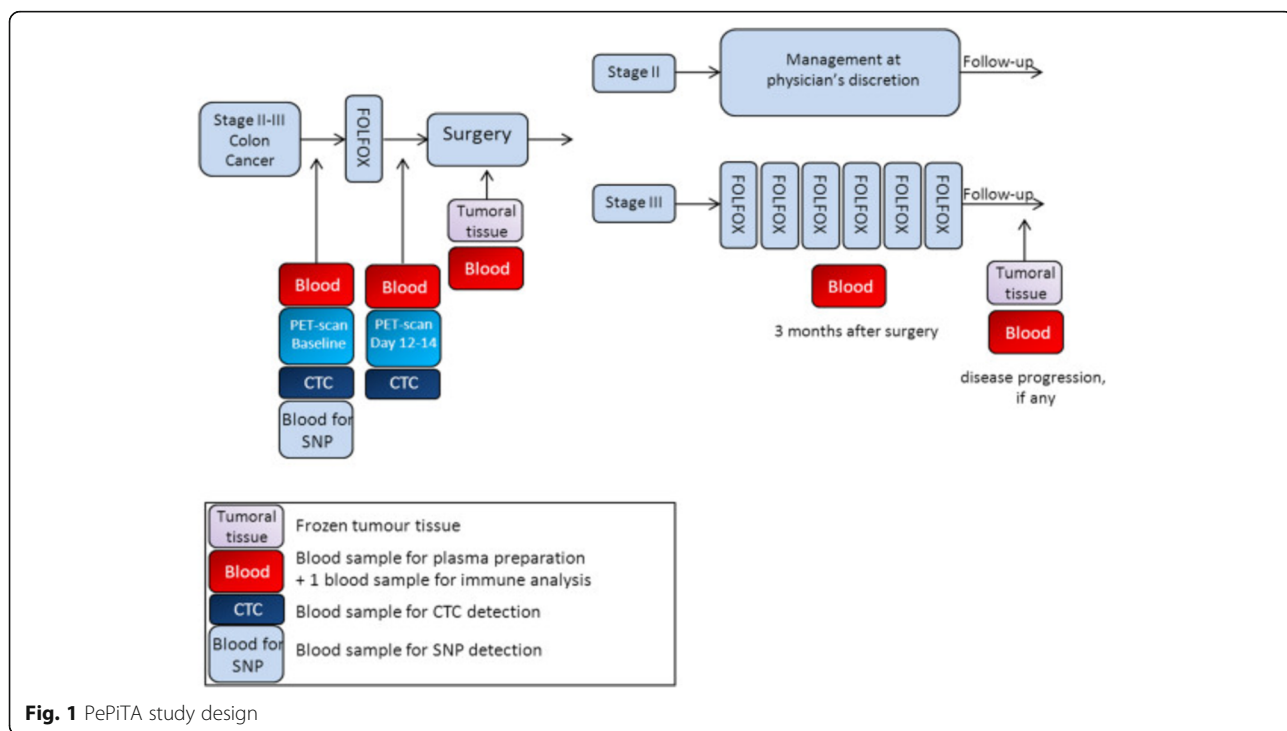 Stage II-III
Colon
Cancer
FOLFOX
Surgery
Tumoral
tissue
Blood
Blood
PET-scan
Baseline
CTC
Blood for
SNP
Blood
PET-scan
Day 12-14
CTC
Stage II
Management at
physician's discretion
Follow-up
Stage III
FOLFOX
FOLFOX
FOLFOX
FOLFOX
FOLFOX
FOLFOX
Follow-up
Blood
3 months after surgery
Tumoral
tissue
Blood
disease progression,
if any
Tumoral
tissue
Frozen tumour tissue
Blood
Blood sample for plasma preparation
+ 1 blood sample for immune analysis
CTC
Blood sample for CTC detection
Blood for
SNP
Blood sample for SNP detection
Fig. 1 PePiTA study design